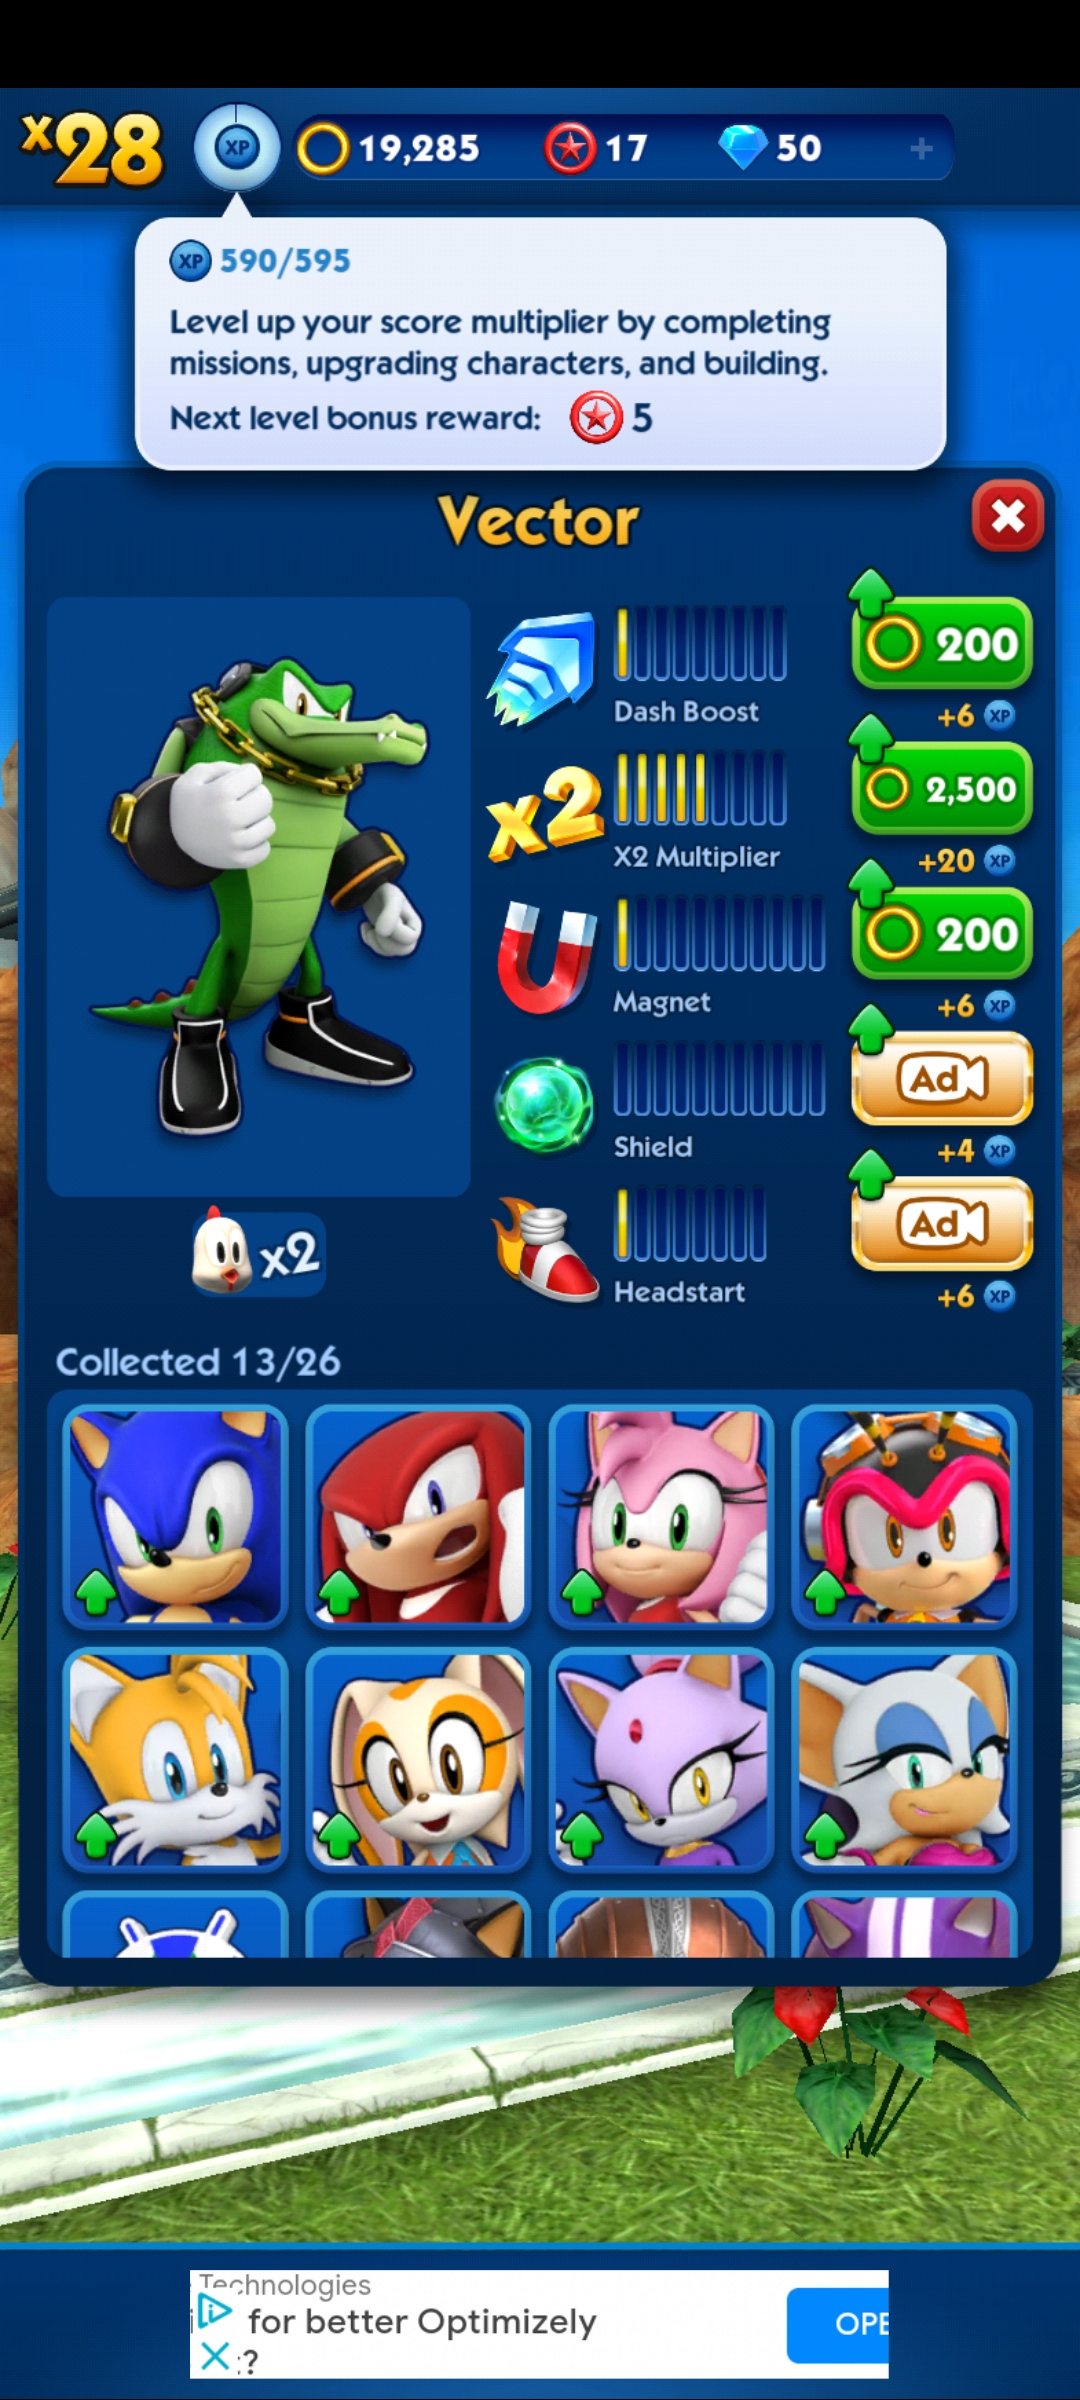 x28
XP
19,285
17
50
+
XP 590/595
Level up your score multiplier by completing
missions, upgrading characters, and building.
Next level bonus reward: 5
Vector
200
Dash Boost
+6 XP
x2
2,500
X2 Multiplier
+20 XP
200
Magnet
+6 XP
Ad
Shield
+4 XP
x2
Ad
Headstart
+6 XP
Collected 13/26
Technologies
for better Optimizely
?